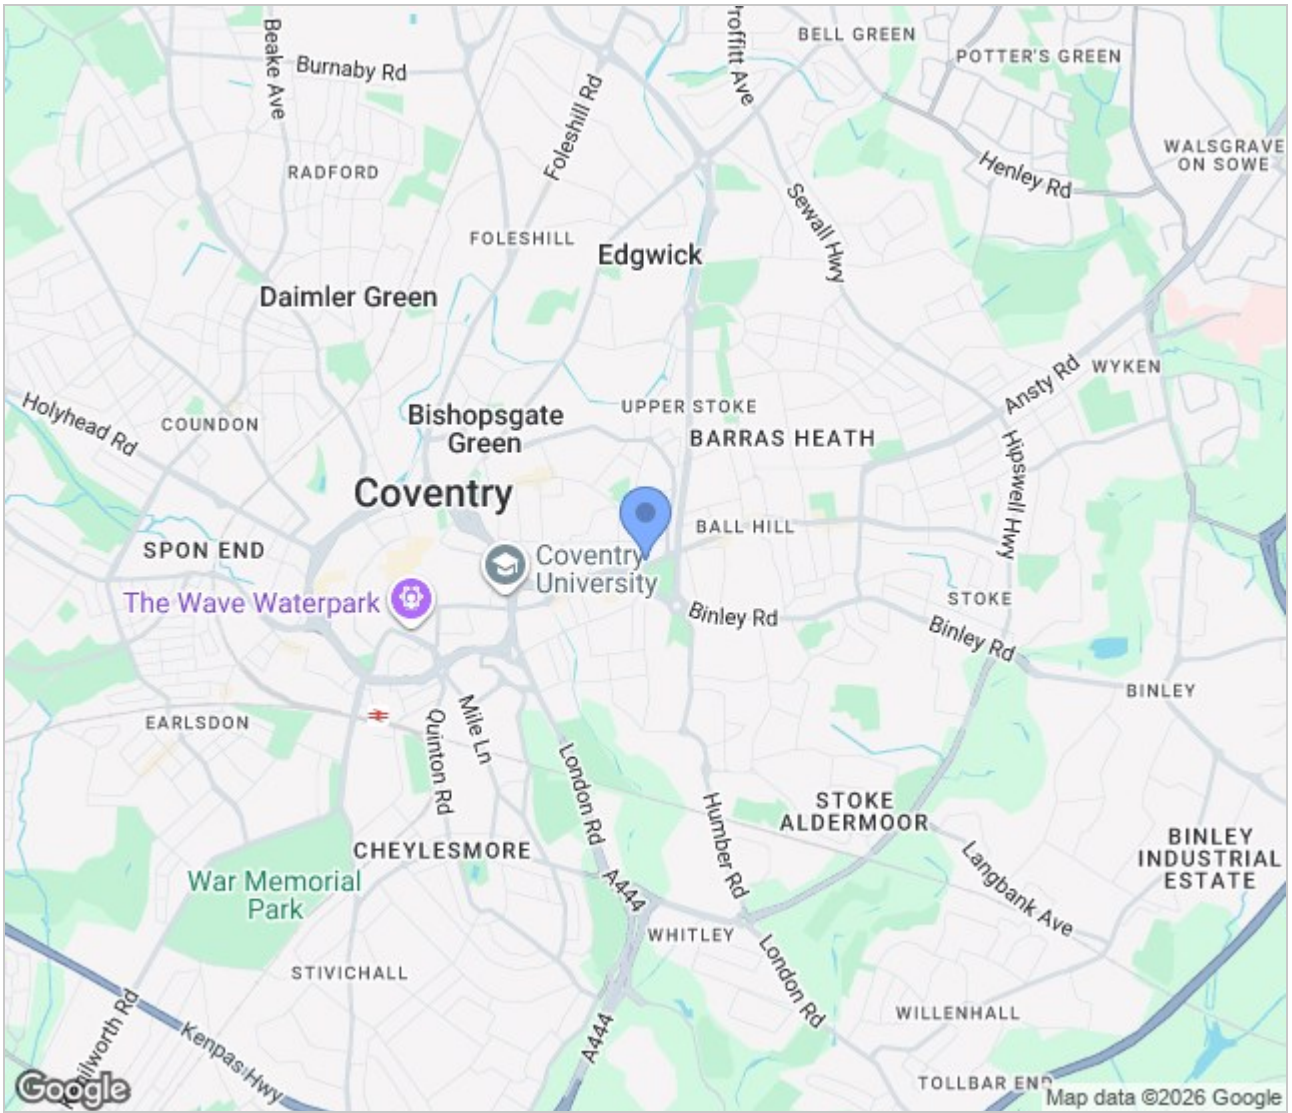 BELL GREEN
Proffitt Ave
POTTER'S GREEN
Beake Ave
Burnaby Rd
Foleshill Rd
WALSGRAVE
ON SOWE
Henley Rd
RADFORD
Sewall Hwy
FOLESHILL
Edgwick
Daimler Green
Ansty Rd
WYKEN
Holyhead Rd
COUNDON
Bishopsgate
Green
UPPER STOKE
BARRAS HEATH
Hipswell Hwy
Coventry
BALL HILL
SPON END
Coventry
University
The Wave Waterpark
STOKE
Binley Rd
Binley Rd
BINLEY
EARLSDON
Mile Ln
Quinton Rd
London Rd
Humber Rd
STOKE
ALDERMOOR
CHEYLESMORE
BINLEY
INDUSTRIAL
ESTATE
War Memorial
Park
A444
Langbank Ave
WHITLEY
STIVICHALL
London Rd
WILLENHALL
A444
Kenilworth Rd
Kenpas Hwy
TOLLBAR END
Google
Map data ©2026 Google